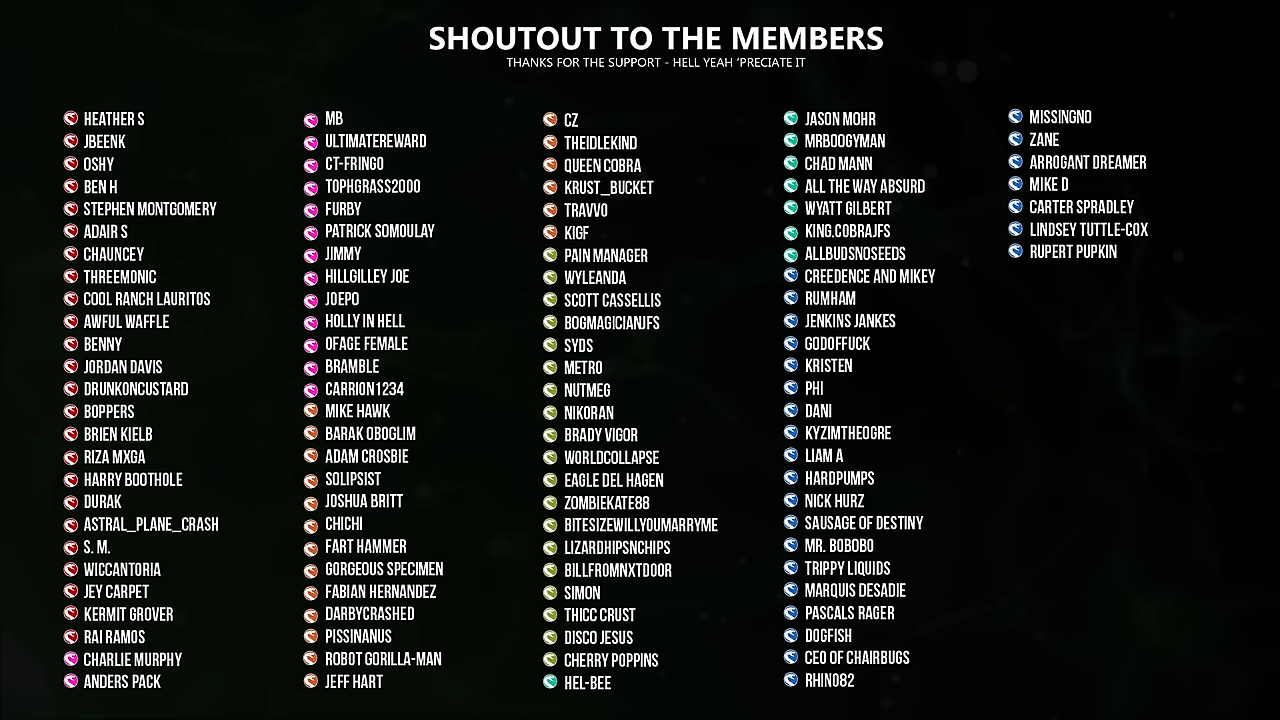 SHOUTOUT TO THE MEMBERS
THANKS FOR THE SUPPORT - HELL YEAH 'PRECIATE IT
HEATHER S
JBEENK
OSHY
BEN H
STEPHEN MONTGOMERY
ADAIR S
CHAUNCEY
THREEMONIC
COOL RANCH LAURITOS
AWFUL WAFFLE
BENNY
JORDAN DAVIS
DRUNKONCUSTARD
BOPPERS
BRIEN KIELB
RIZA MXGA
HARRY BOOTHOLE
DURAK
ASTRAL_PLANE_CRASH
S. M.
WICCANTORIA
JEY CARPET
KERMIT GROVER
RAI RAMOS
CHARLIE MURPHY
ANDERS PACK
MB
ULTIMATEREWARD
CT-FRINGO
TOPHGRASS2000
FURBY
PATRICK SOMOULAY
JIMMY
HILLGILLEY JOE
JOEPO
HOLLY IN HELL
OFAGE FEMALE
BRAMBLE
CARRION1234
MIKE HAWK
BARAK OBOGLIM
ADAM CROSBIE
SOLIPSIST
JOSHUA BRITT
CHICHI
FART HAMMER
GORGEOUS SPECIMEN
FABIAN HERNANDEZ
DARBYCRASHED
PISSINANUS
ROBOT GORILLA-MAN
JEFF HART
CZ
THEIDLEKIND
QUEEN COBRA
KRUST_BUCKET
TRAVVO
KIGF
PAIN MANAGER
WYLEANDA
SCOTT CASSELLIS
BOGMAGICIANJFS
SYDS
METRO
NUTMEG
NIKORAN
BRADY VIGOR
WORLDCOLLAPSE
EAGLE DEL HAGEN
ZOMBIEKATE88
BITESIZEWILLYOUMARRYME
LIZARDHIPSNCHIPS
BILLFROMNXTDOOR
SIMON
THICC CRUST
DISCO JESUS
CHERRY POPPINS
HEL-BEE
JASON MOHR
MRBOOGYMAN
CHAD MANN
ALL THE WAY ABSURD
WYATT GILBERT
KING.COBRAJFS
ALLBUDSNOSEEDS
CREEDENCE AND MIKEY
RUMHAM
JENKINS JANKES
GODOFFUCK
KRISTEN
PHI
DANI
KYZIMTHEOGRE
LIAM A
HARDPUMPS
NICK HURZ
SAUSAGE OF DESTINY
MR. BOBOBO
TRIPPY LIQUIDS
MARQUIS DESADIE
PASCALS RAGER
DOGFISH
CEO OF CHAIRBUGS
RHINO82
MISSINGNO
ZANE
ARROGANT DREAMER
MIKE D
CARTER SPRADLEY
LINDSEY TUTTLE-COX
RUPERT PUPKIN